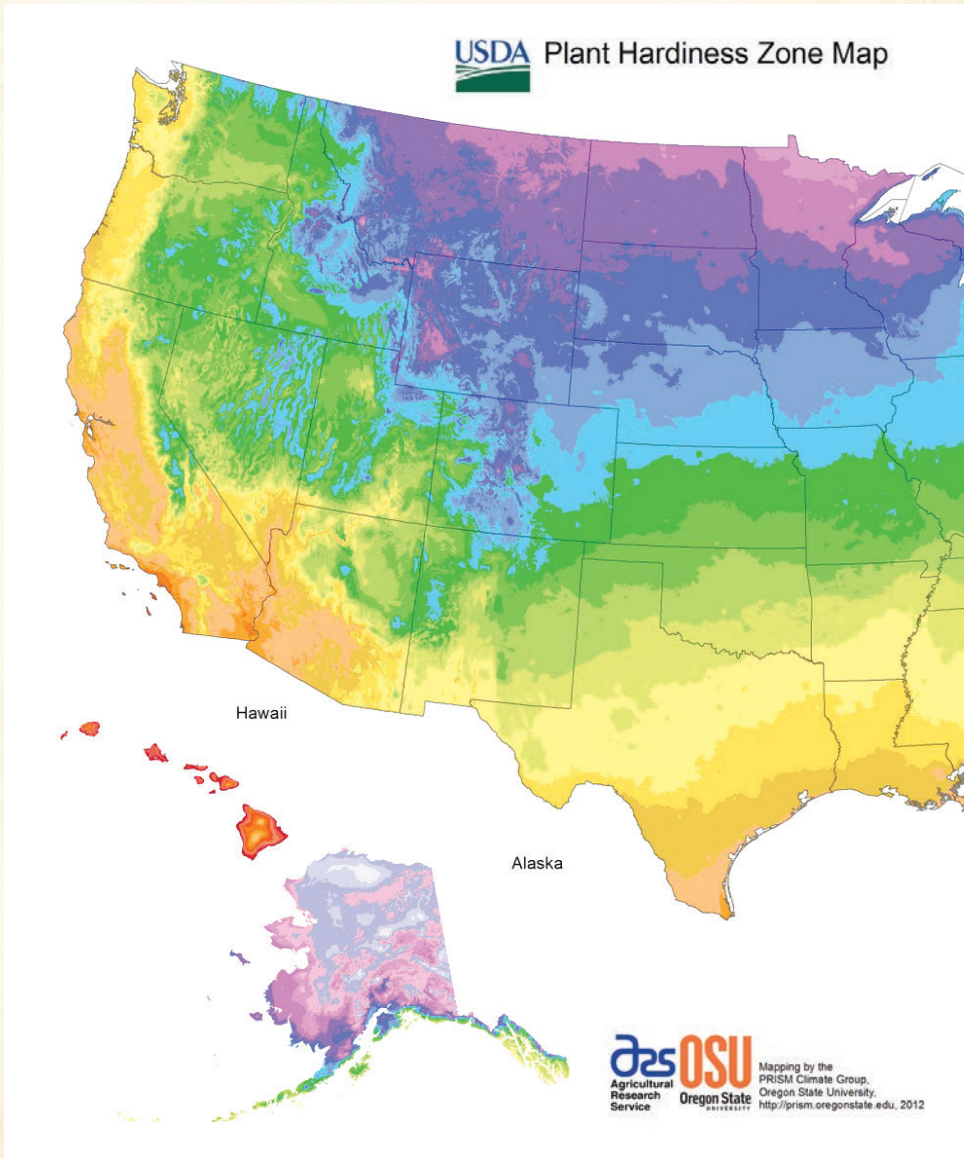 USDA Plant Hardiness Zone Map
Hawaii
Alaska
ars OSU
Agricultural
Research
Service
Oregon State
UNIVERSITY
Mapping by the
PRISM Climate Group,
Oregon State University,
http://prism.oregonstate.edu, 2012